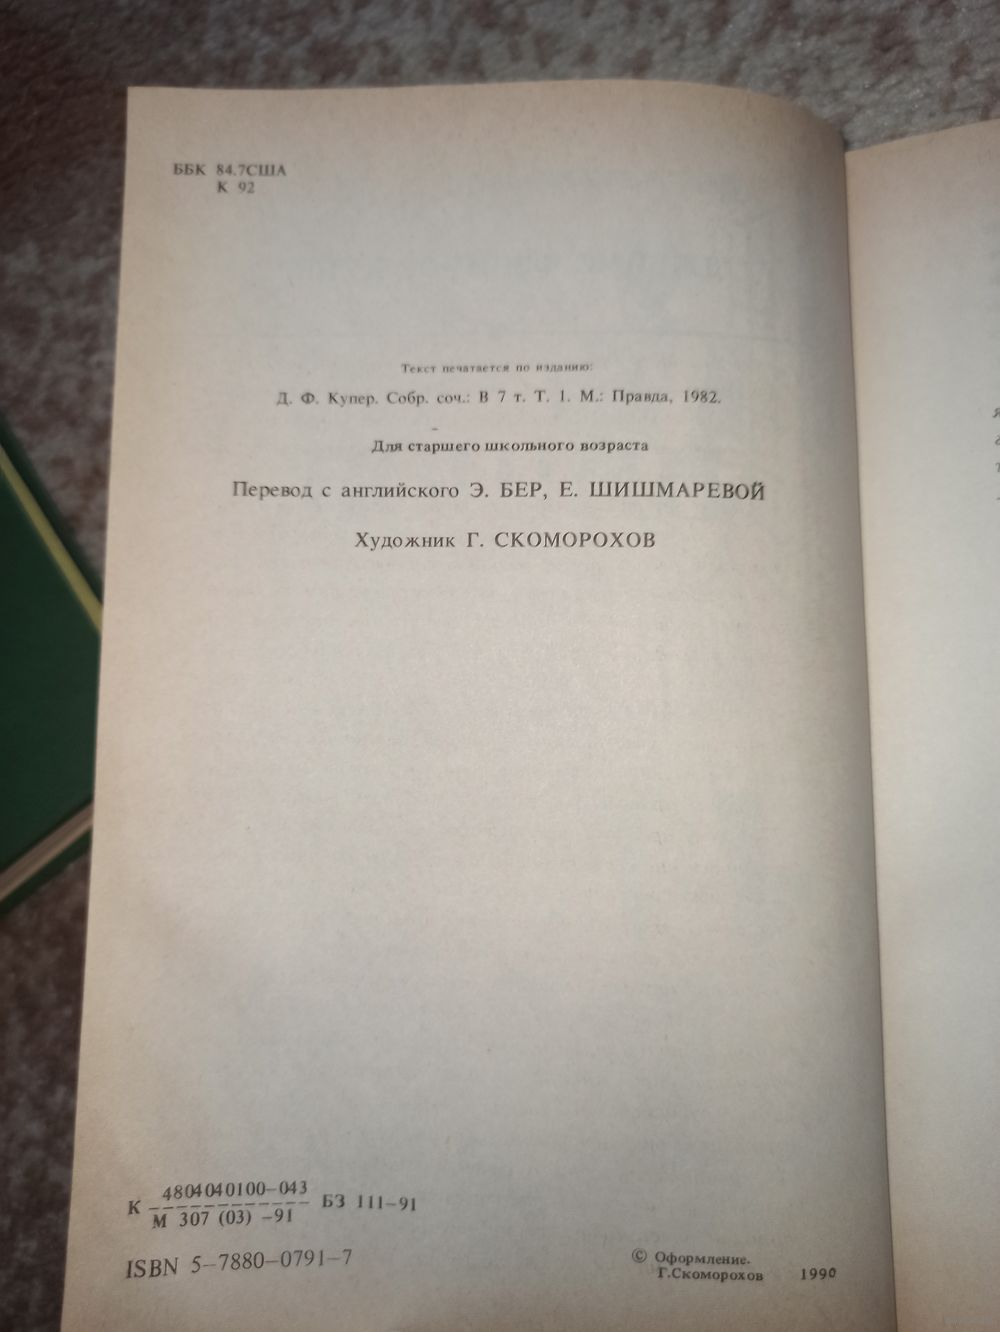 ББК 84.7США
К 92
Текст печатается по изданию:
Д. Ф. Купер. Собр. соч.: В 7 т. Т. 1. М.: Правда, 1982.
Для старшего школьного возраста
Перевод с английского Э. БЕР, Е. ШИШМАРЕВОЙ
Художник Г. СКОМОРОХОВ
К 4804040100–043 БЗ 111–91
М 307 (03) –91
ISBN 5–7880–0791–7
© Оформление.
Г.Скоморохов 1990